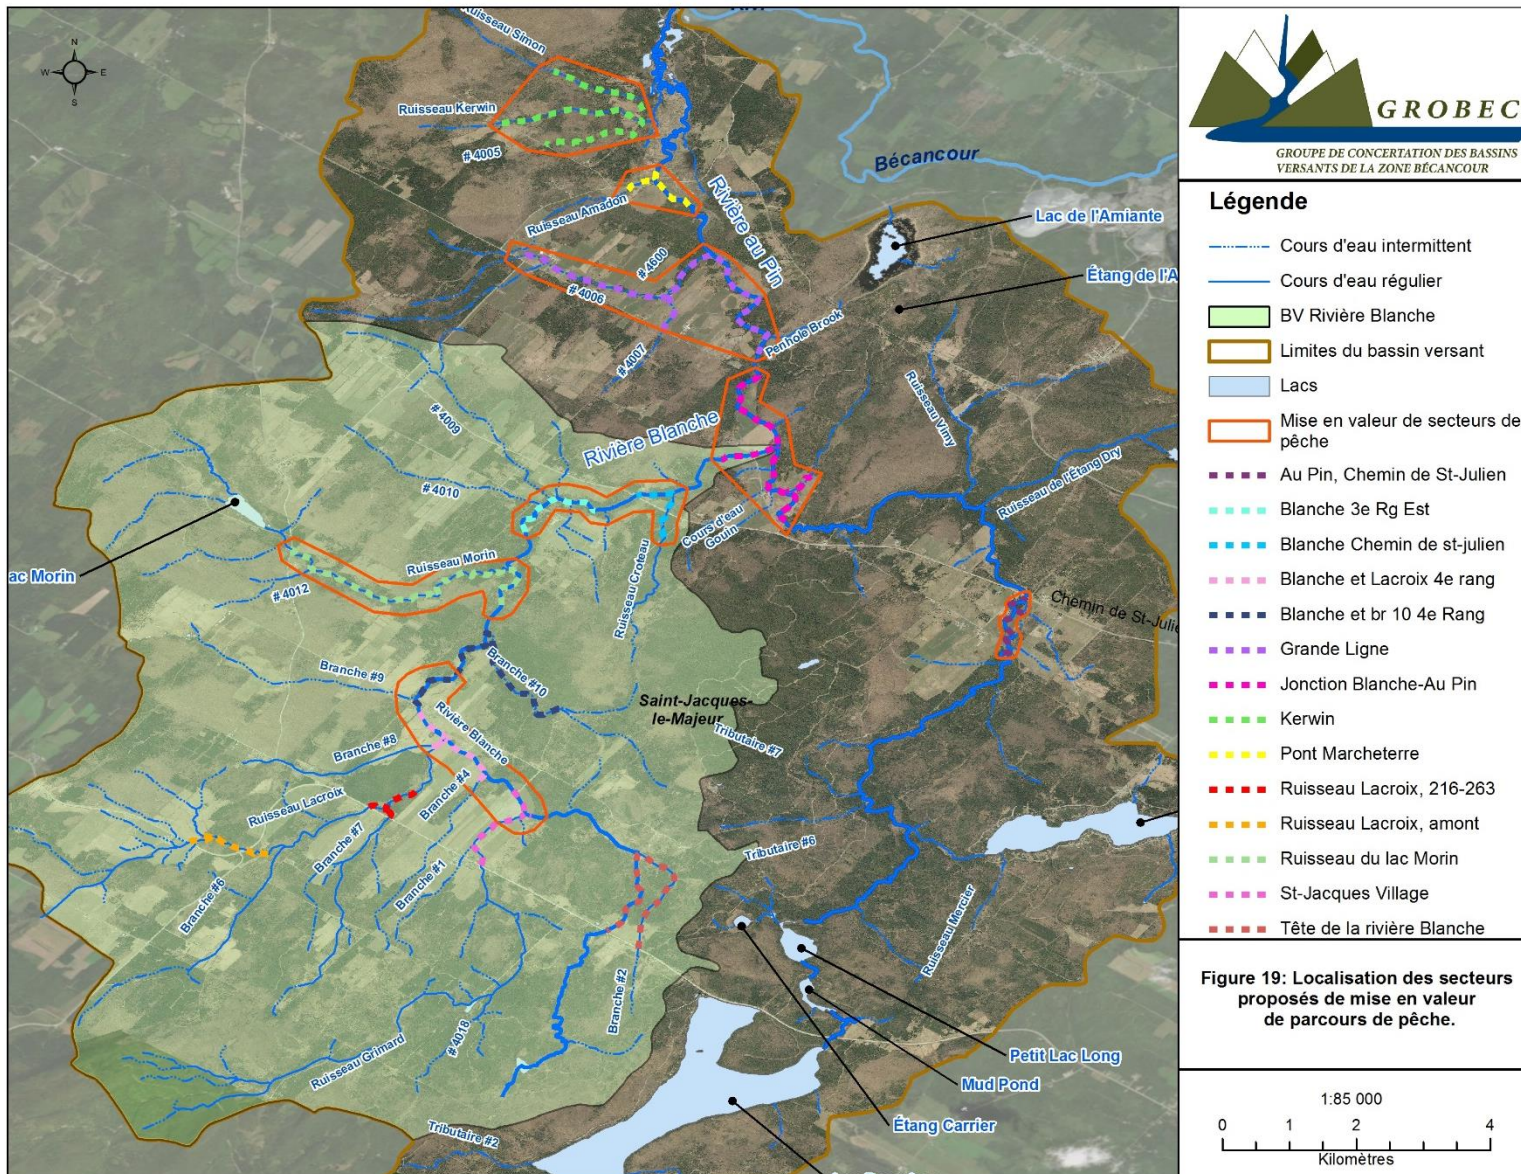 N
W
E
S
Ruisseau Simon
Ruisseau Kerwin
# 4005
Ruisseau Amadon
Rivière au Pin
Bécancour
Lac de l'Amiante
Étang de l'A
# 4600
# 4006
# 4007
Penhole Brook
Ruisseau Vimy
Ruisseau de l'Étang Dry
# 4009
Rivière Blanche
# 4010
Cours d'eau
Gouin
Ruisseau Croteau
Ruisseau Morin
ac Morin
# 4012
Chemin de St-Julie
Branche #9
Branche #10
Saint-Jacques-
le-Majeur
Tributaire #7
Rivière Blanche
Branche #8
Branche #4
Ruisseau Lacroix
Branche #7
Branche #1
Branche #6
Tributaire #6
Ruisseau Mercier
Branche #2
# 4018
Ruisseau Grimard
Petit Lac Long
Mud Pond
Étang Carrier
Tributaire #2
GROBEC
GROUPE DE CONCERTATION DES BASSINS
VERSANTS DE LA ZONE BÉCANCOUR
Légende
Cours d'eau intermittent
Cours d'eau régulier
BV Rivière Blanche
Limites du bassin versant
Lacs
Mise en valeur de secteurs de
pêche
Au Pin, Chemin de St-Julien
Blanche 3e Rg Est
Blanche Chemin de st-julien
Blanche et Lacroix 4e rang
Blanche et br 10 4e Rang
Grande Ligne
Jonction Blanche-Au Pin
Kerwin
Pont Marcheterre
Ruisseau Lacroix, 216-263
Ruisseau Lacroix, amont
Ruisseau du lac Morin
St-Jacques Village
Tête de la rivière Blanche
Figure 19: Localisation des secteurs
proposés de mise en valeur
de parcours de pêche.
1:85 000
0 1 2 4
Kilomètres